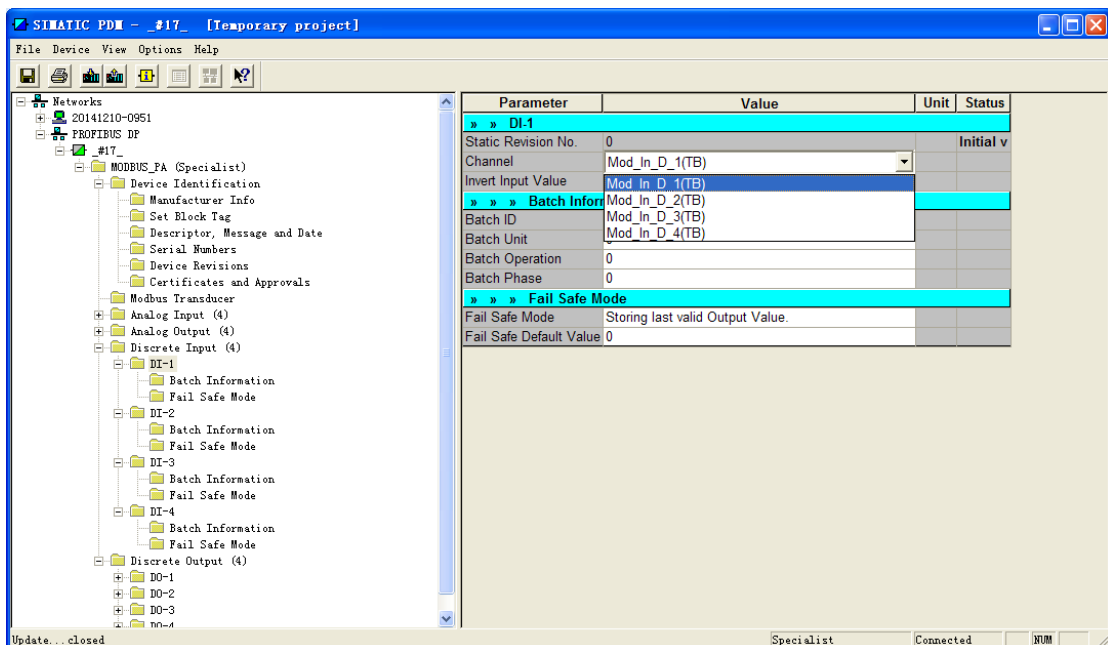 SIMATIC PDM - _#17_ [Temporary project]
File Device View Options Help
Networks
20141210-0951
PROFIBUS DP
_#17_
MODBUS_PA (Specialist)
Device Identification
Manufacturer Info
Set Block Tag
Descriptor, Message and Date
Serial Numbers
Device Revisions
Certificates and Approvals
Modbus Transducer
Analog Input (4)
Analog Output (4)
Discrete Input (4)
DI-1
Batch Information
Fail Safe Mode
DI-2
Batch Information
Fail Safe Mode
DI-3
Batch Information
Fail Safe Mode
DI-4
Batch Information
Fail Safe Mode
Discrete Output (4)
DO-1
DO-2
DO-3
DO-4
Parameter Value Unit Status
» » DI-1
Static Revision No. 0 Initial v
Channel Mod_In_D_1(TB)
Invert Input Value Mod_In_D_1(TB)
» » » Batch Inforr Mod_In_D_2(TB)
Batch ID Mod_In_D_3(TB)
Batch Unit Mod_In_D_4(TB)
Batch Operation 0
Batch Phase 0
» » » Fail Safe Mode
Fail Safe Mode Storing last valid Output Value.
Fail Safe Default Value 0
Update...closed Specialist Connected NUM